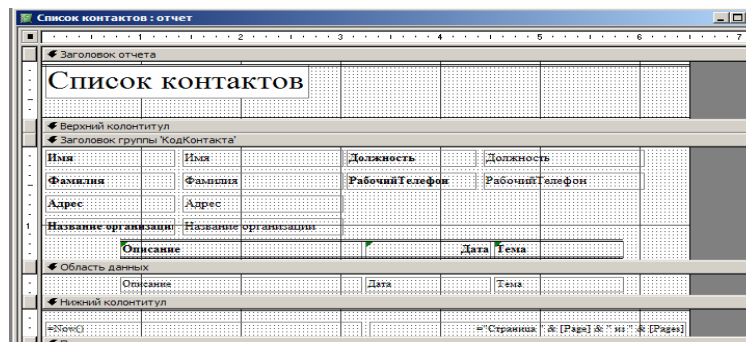 Список контактов : отчет
1 2 3 4 5 6 7
Заголовок отчета
Список контактов
Верхний колонтитул
Заголовок группы 'КодКонтакта'
Имя Имя Должность Должность
Фамилия Фамилия РабочийТелефон РабочийТелефон
Адрес Адрес
1
Название организаци Название организации
Описание Дата Тема
Область данных
Описание Дата Тема
Нижний колонтитул
=Now() ="Страница " & [Page] & " из " & [Pages]